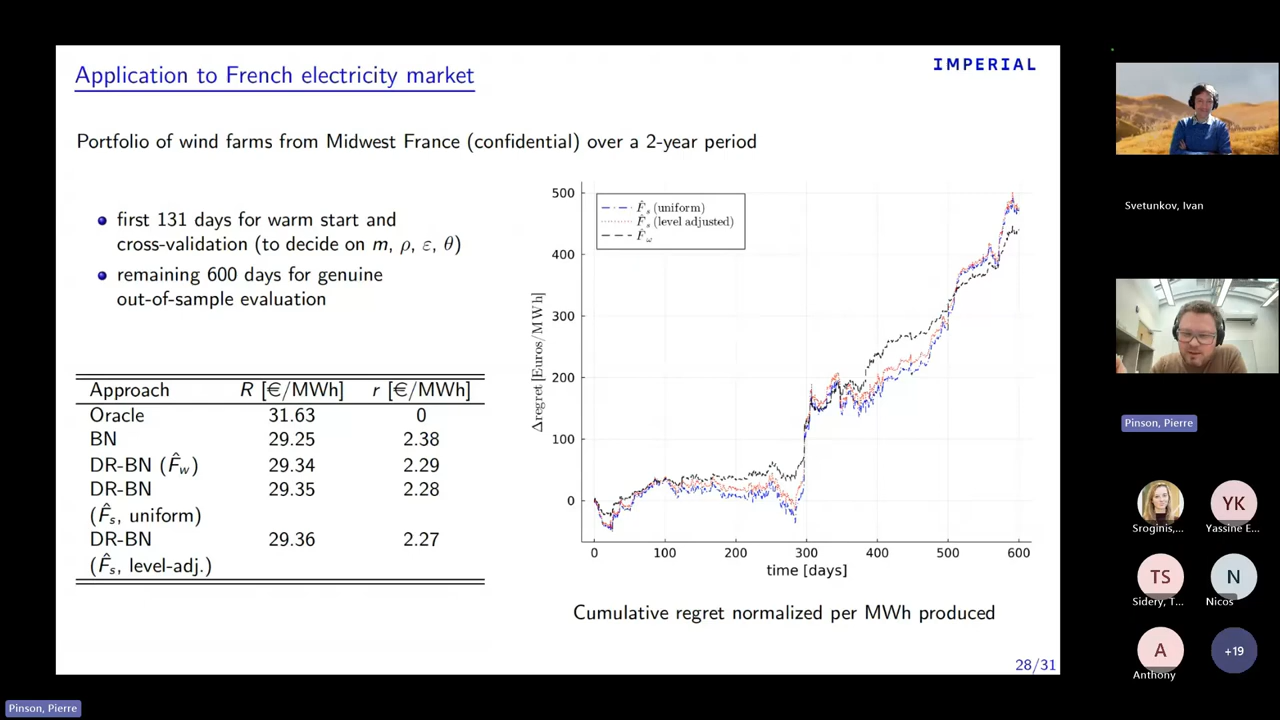 Application to French electricity market
IMPERIAL
Portfolio of wind farms from Midwest France (confidential) over a 2-year period
first 131 days for warm start and
cross-validation (to decide on m, ρ, ε, θ)
remaining 600 days for genuine
out-of-sample evaluation
Approach R [€/MWh] r [€/MWh]
Oracle 31.63 0
BN 29.25 2.38
DR-BN (F̂w) 29.34 2.29
DR-BN 29.35 2.28
(F̂s, uniform)
DR-BN 29.36 2.27
(F̂s, level-adj.)
F̂s (uniform)
F̂s (level adjusted)
F̂ω
Δregret [Euros/MWh]
500
400
300
200
100
0
0 100 200 300 400 500 600
time [days]
Cumulative regret normalized per MWh produced
28/31
Svetunkov, Ivan
Pinson, Pierre
YK
Sroginis,... Yassine E...
TS N
Sidery, T... Nicos
A +19
Anthony
Pinson, Pierre